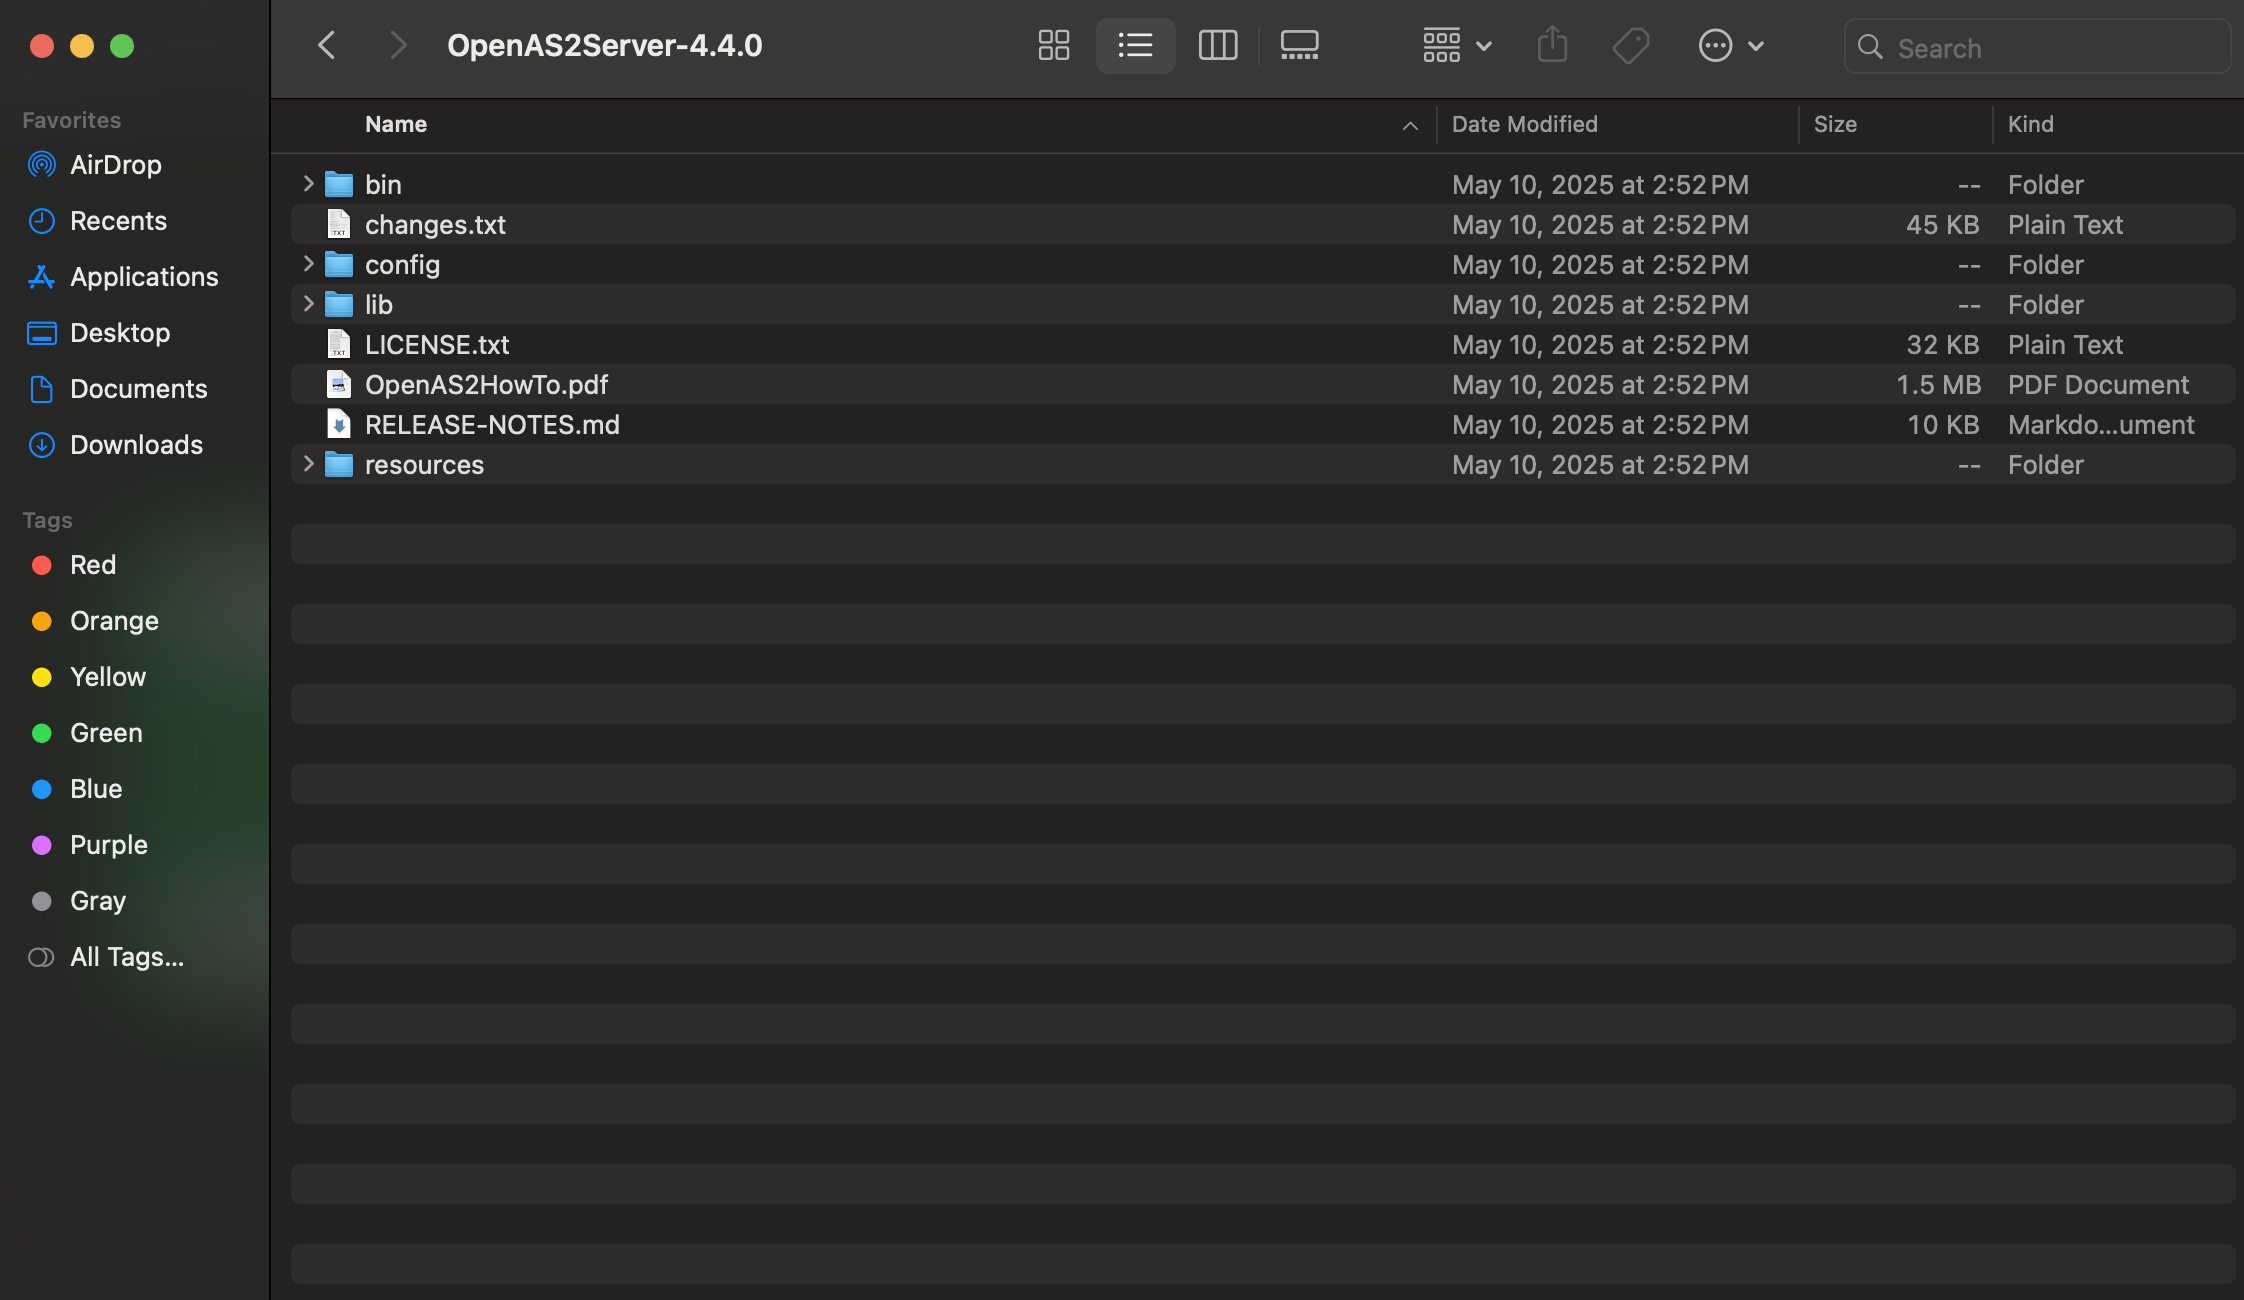 OpenAS2Server-4.4.0
Search
Favorites
AirDrop
Recents
Applications
Desktop
Documents
Downloads
Tags
Red
Orange
Yellow
Green
Blue
Purple
Gray
All Tags...
Name Date Modified Size Kind
bin May 10, 2025 at 2:52 PM -- Folder
changes.txt May 10, 2025 at 2:52 PM 45 KB Plain Text
config May 10, 2025 at 2:52 PM -- Folder
lib May 10, 2025 at 2:52 PM -- Folder
LICENSE.txt May 10, 2025 at 2:52 PM 32 KB Plain Text
OpenAS2HowTo.pdf May 10, 2025 at 2:52 PM 1.5 MB PDF Document
RELEASE-NOTES.md May 10, 2025 at 2:52 PM 10 KB Markdo...ument
resources May 10, 2025 at 2:52 PM -- Folder